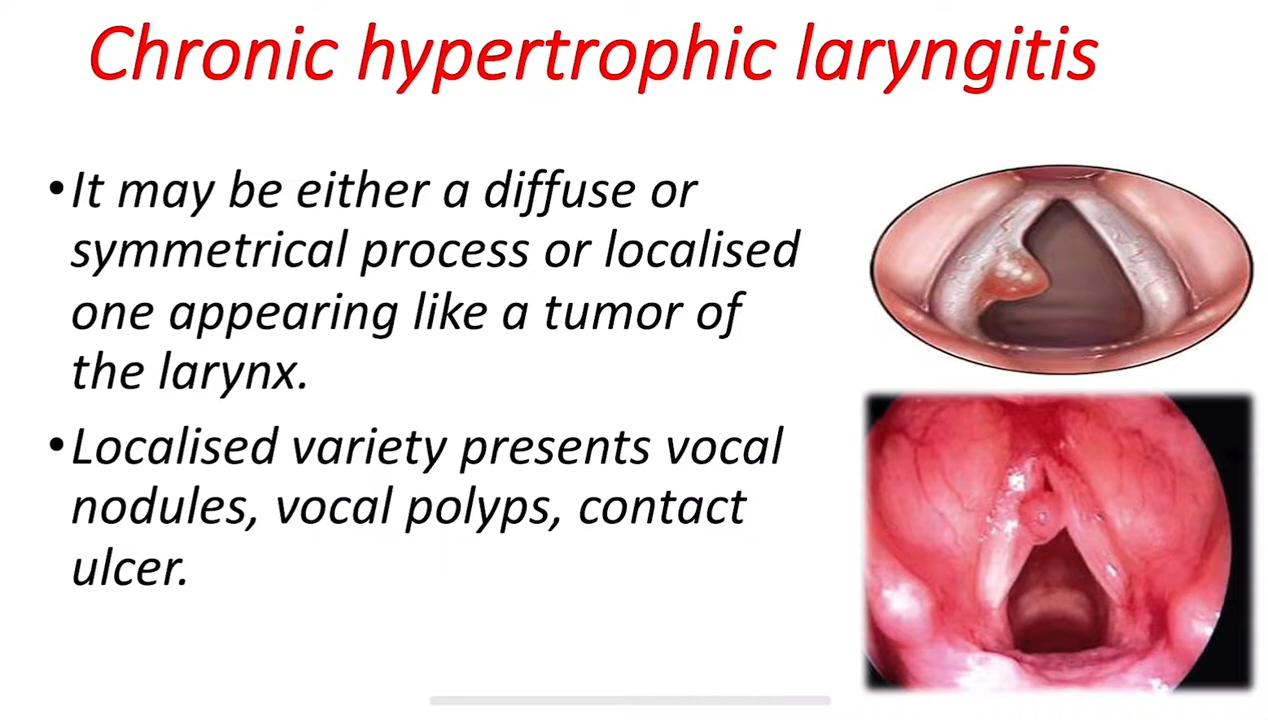 Chronic hypertrophic laryngitis
•It may be either a diffuse or
symmetrical process or localised
one appearing like a tumor of
the larynx.
•Localised variety presents vocal
nodules, vocal polyps, contact
ulcer.